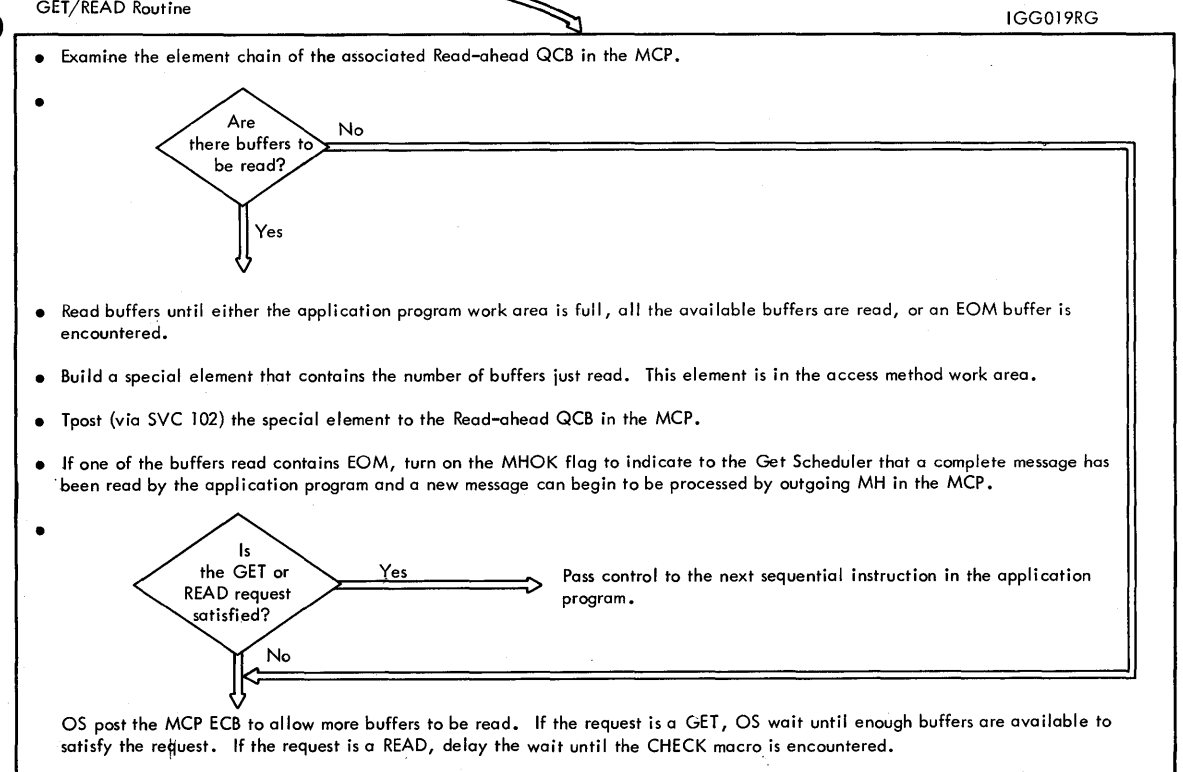 GET/READ Routine
IGG019RG
• Examine the element chain of the associated Read-ahead QCB in the MCP.
•
Are
there buffers to
be read?
No
Yes
• Read buffers until either the application program work area is full, all the available buffers are read, or an EOM buffer is
encountered.
• Build a special element that contains the number of buffers just read. This element is in the access method work area.
• Tpost (via SVC 102) the special element to the Read-ahead QCB in the MCP.
• If one of the buffers read contains EOM, turn on the MHOK flag to indicate to the Get Scheduler that a complete message has
been read by the application program and a new message can begin to be processed by outgoing MH in the MCP.
•
Is
the GET or
READ request
satisfied?
Yes
Pass control to the next sequential instruction in the application
program.
No
OS post the MCP ECB to allow more buffers to be read. If the request is a GET, OS wait until enough buffers are available to
satisfy the request. If the request is a READ, delay the wait until the CHECK macro is encountered.